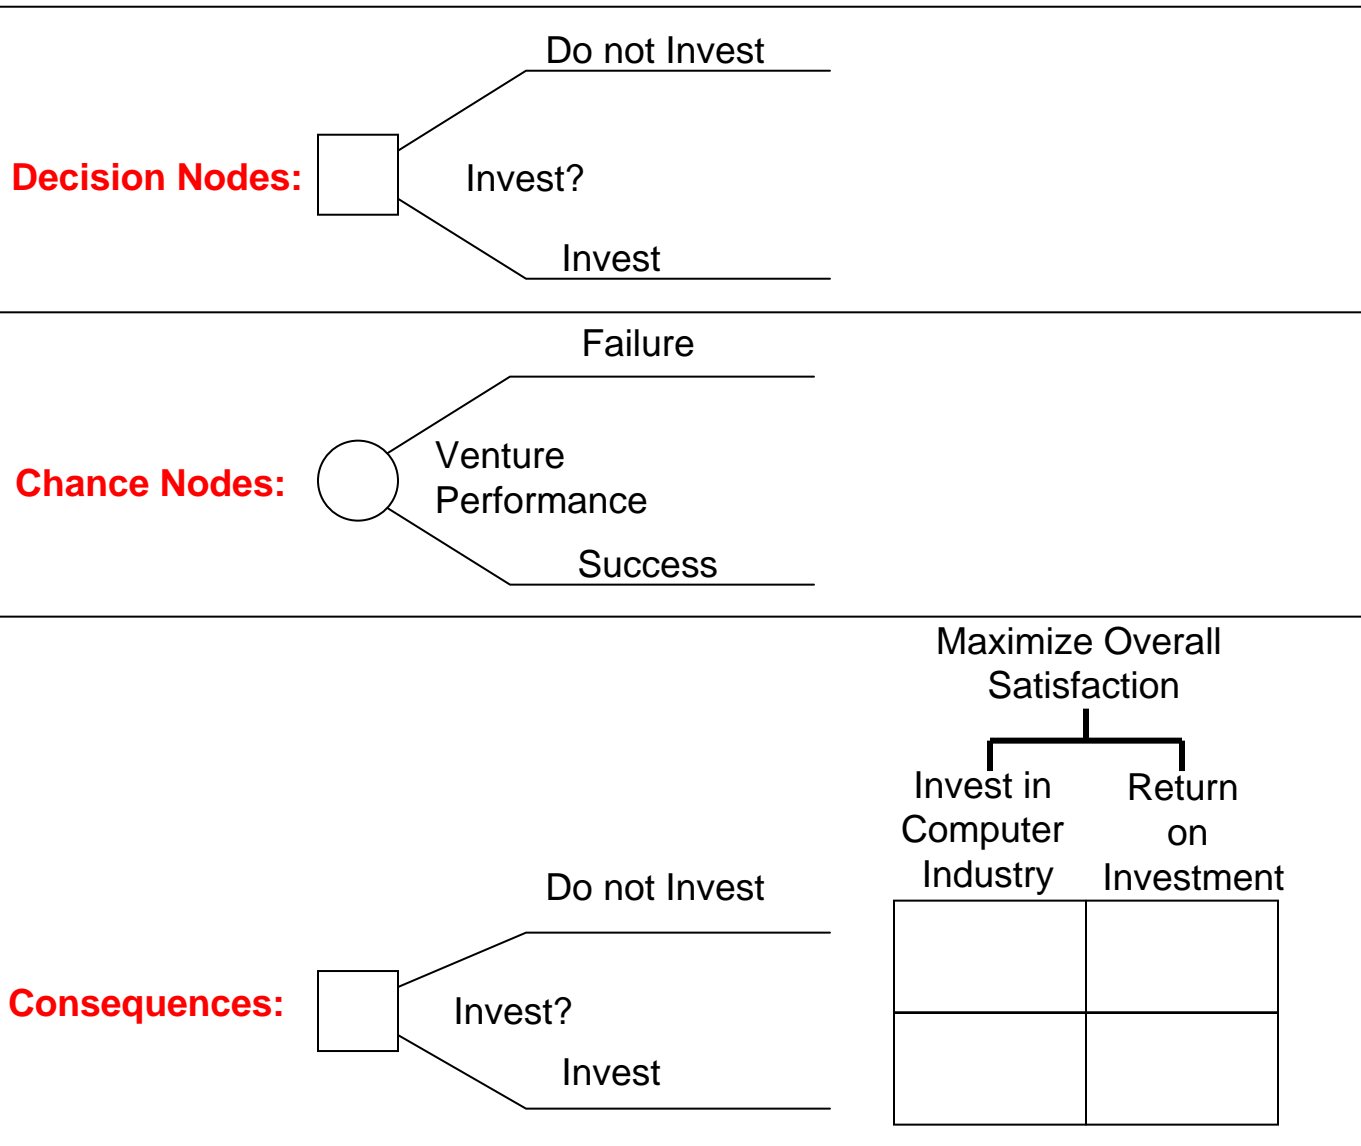 Do not Invest
Decision Nodes:
Invest?
Invest
Failure
Chance Nodes:
Venture
Performance
Success
Maximize Overall
Satisfaction
Invest in
Computer
Industry
Return
on
Investment
Do not Invest
Consequences:
Invest?
Invest